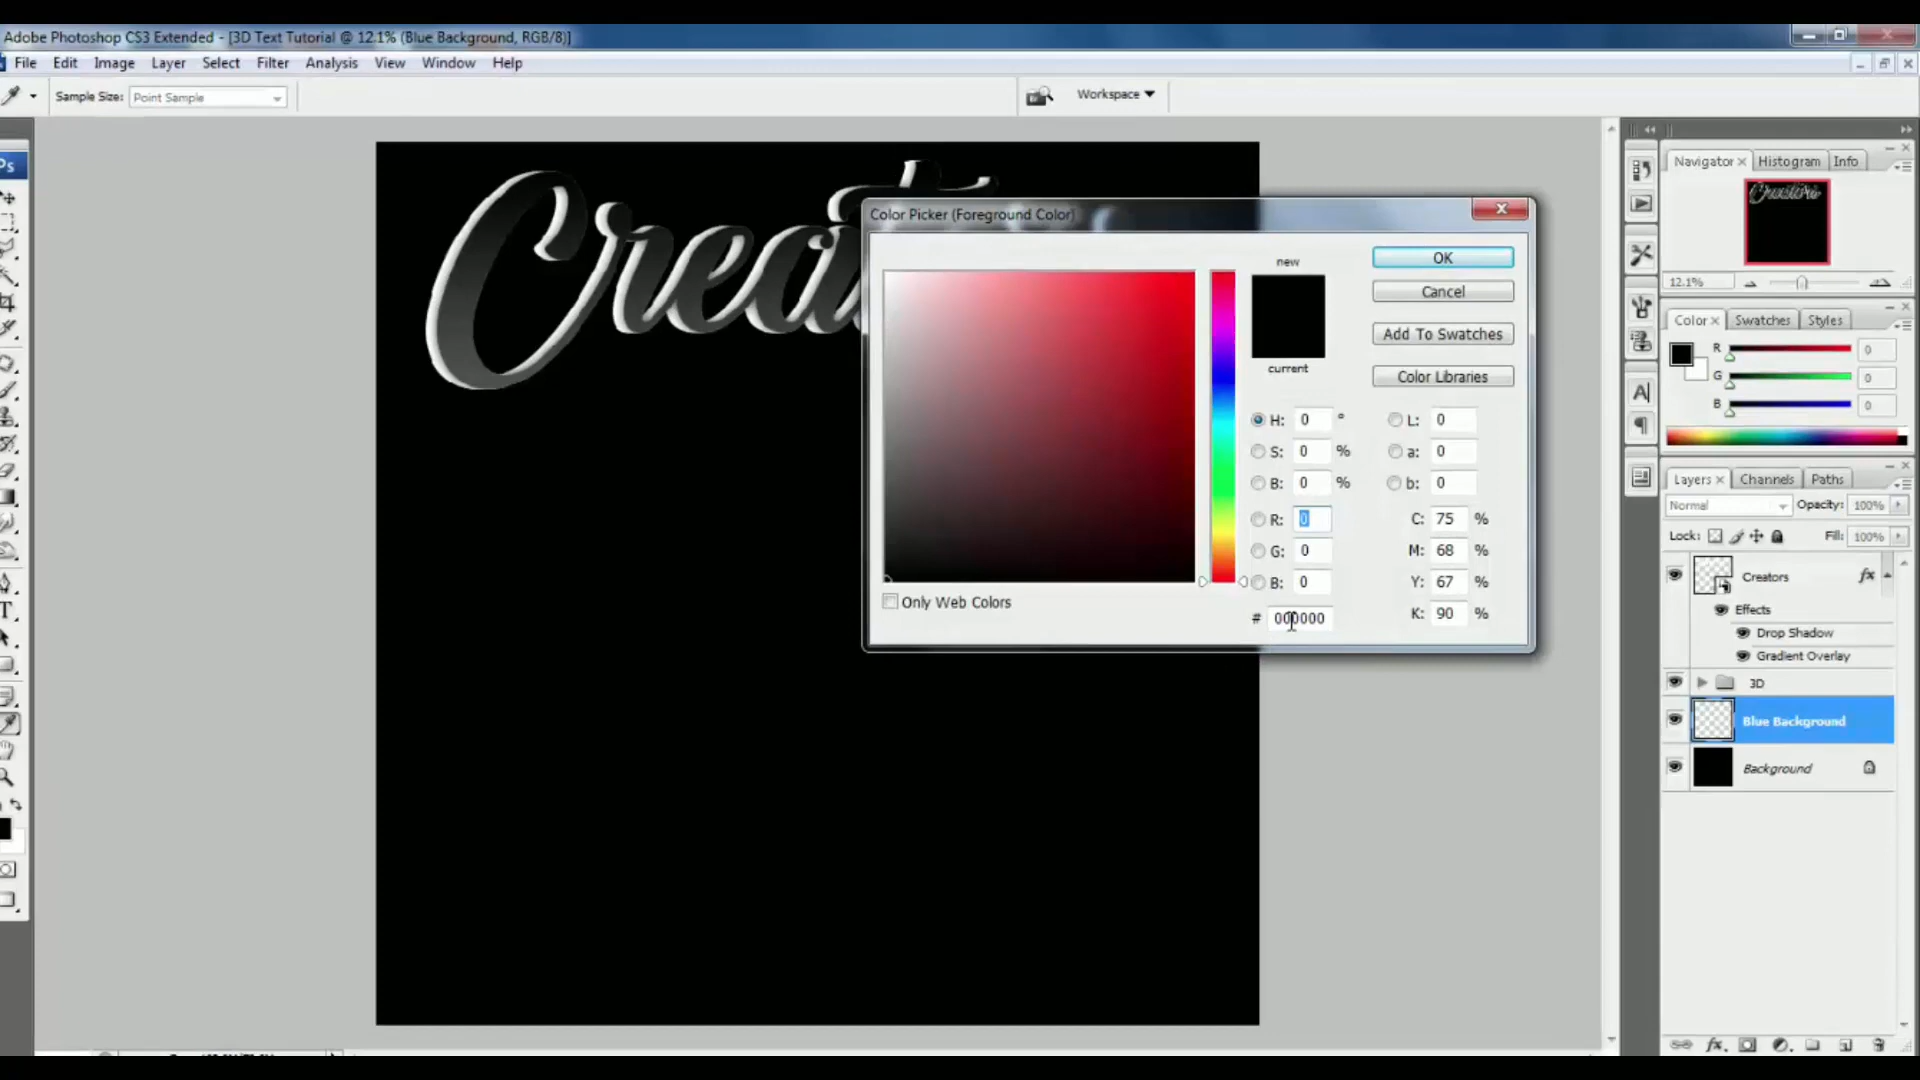 Adobe Photoshop CS3 Extended - [3D Text Tutorial @ 12.1% (Blue Background, RGB/8)]
File Edit Image Layer Select Filter Analysis View Window Help
Sample Size: Point Sample
Workspace
Ps
Color Picker (Foreground Color)
new
current
OK
Cancel
Add To Swatches
Color Libraries
H: 0 °
S: 0 %
B: 0 %
R: 0
G: 0
B: 0
# 000000
L: 0
a: 0
b: 0
C: 75 %
M: 68 %
Y: 67 %
K: 90 %
Only Web Colors
Navigator Histogram Info
12.1%
Color Swatches Styles
R 0
G 0
B 0
Layers Channels Paths
Normal Opacity: 100%
Lock: Fill: 100%
Creators fx
Effects
Drop Shadow
Gradient Overlay
3D
Blue Background
Background